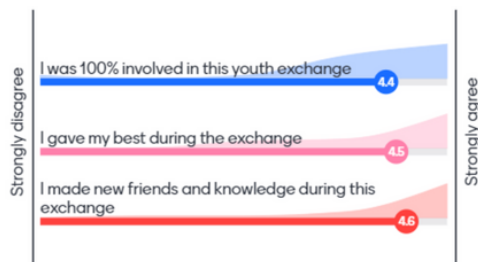 Strongly disagree
I was 100% involved in this youth exchange
4.4
I gave my best during the exchange
4.5
I made new friends and knowledge during this
exchange
4.6
Strongly agree